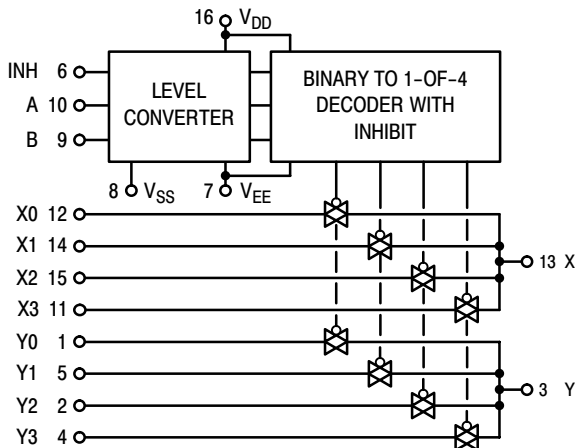 16 VDD
INH 6
A 10
B 9
LEVEL
CONVERTER
BINARY TO 1-OF-4
DECODER WITH
INHIBIT
8 VSS
7 VEE
X0 12
X1 14
X2 15
X3 11
13 X
Y0 1
Y1 5
Y2 2
Y3 4
3 Y